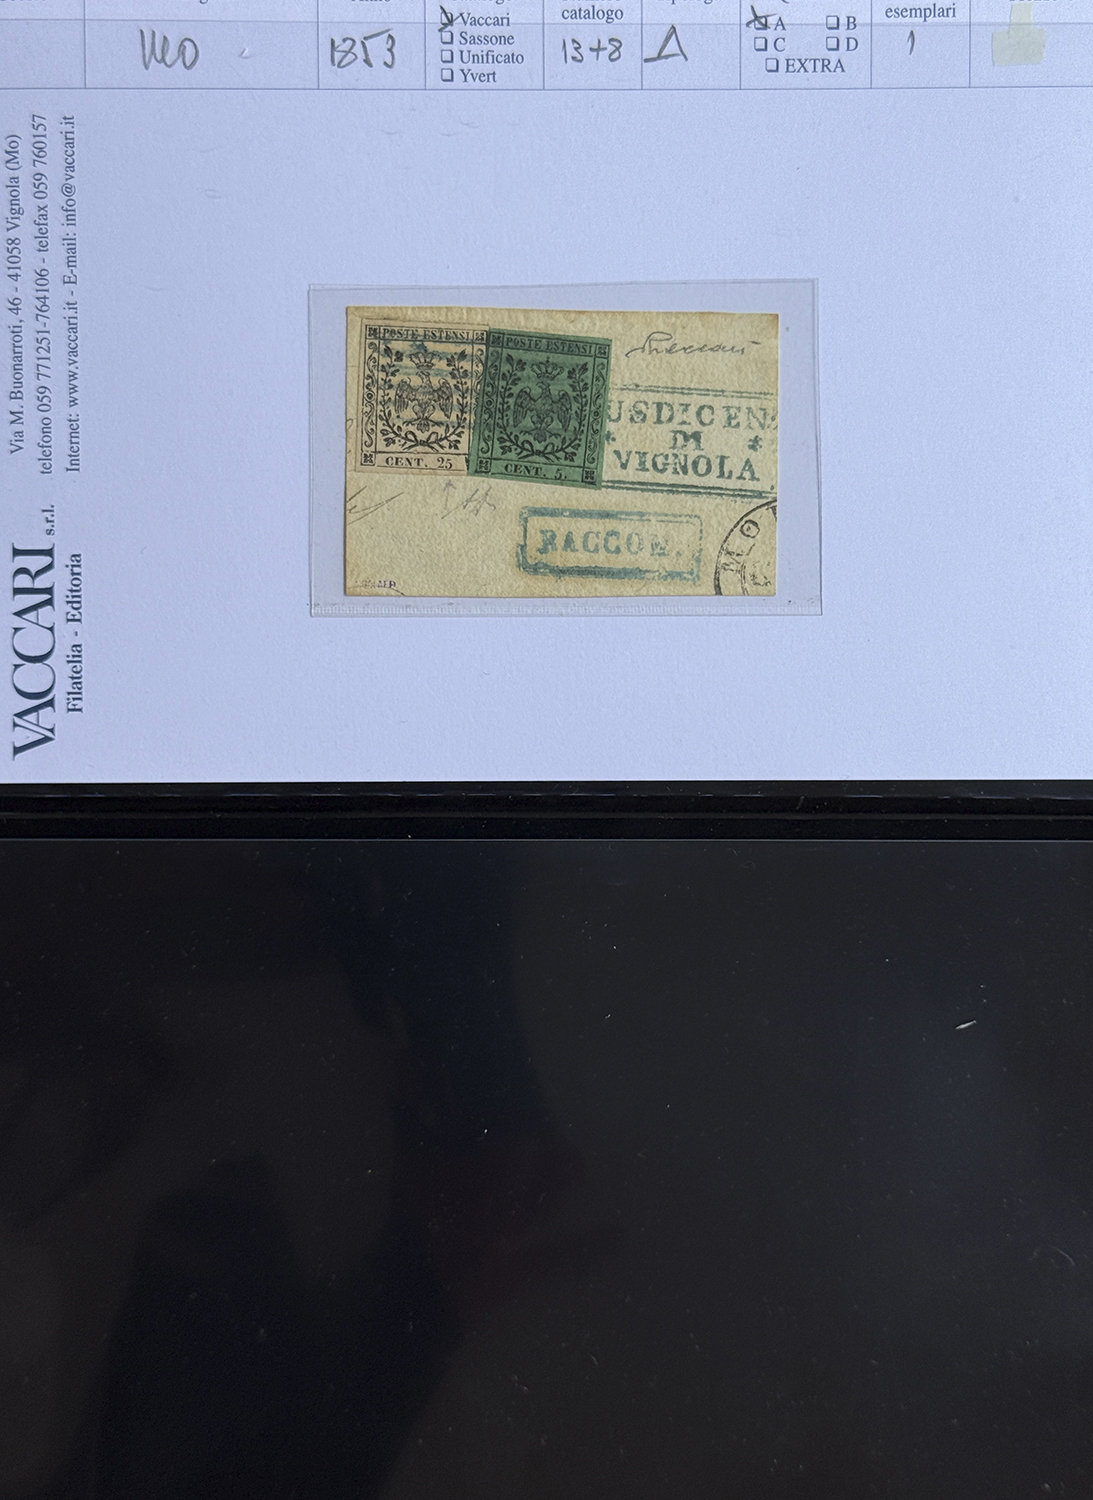 catalogo
esemplari
Vaccari
Sassone
Unificato
Yvert
A B
C D
EXTRA
1853
13+8
1
Via M. Buonarroti, 46 - 41058 Vignola (Mo)
telefono 059 771251-764106 - telefax 059 760157
Internet: www.vaccari.it - E-mail: info@vaccari.it
VACCARI s.r.l.
Filatelia - Editoria
POSTE ESTENSI
CENT. 25
POSTE ESTENSI
CENT. 5.
USDICEN
* DI *
VIGNOLA
RACCOM.